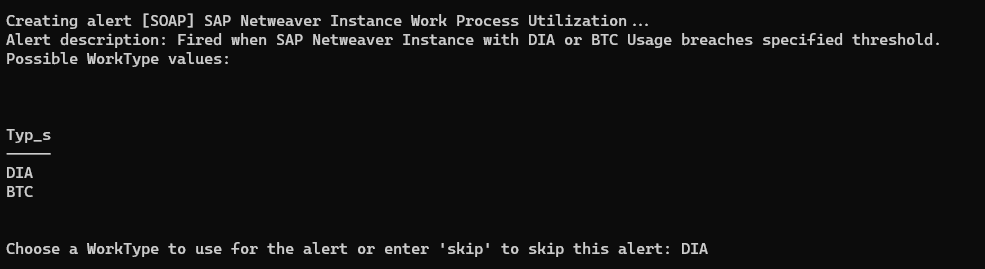 Creating alert [SOAP] SAP Netweaver Instance Work Process Utilization...
Alert description: Fired when SAP Netweaver Instance with DIA or BTC Usage breaches specified threshold.
Possible WorkType values:
Typ_s
-----
DIA
BTC
Choose a WorkType to use for the alert or enter 'skip' to skip this alert: DIA